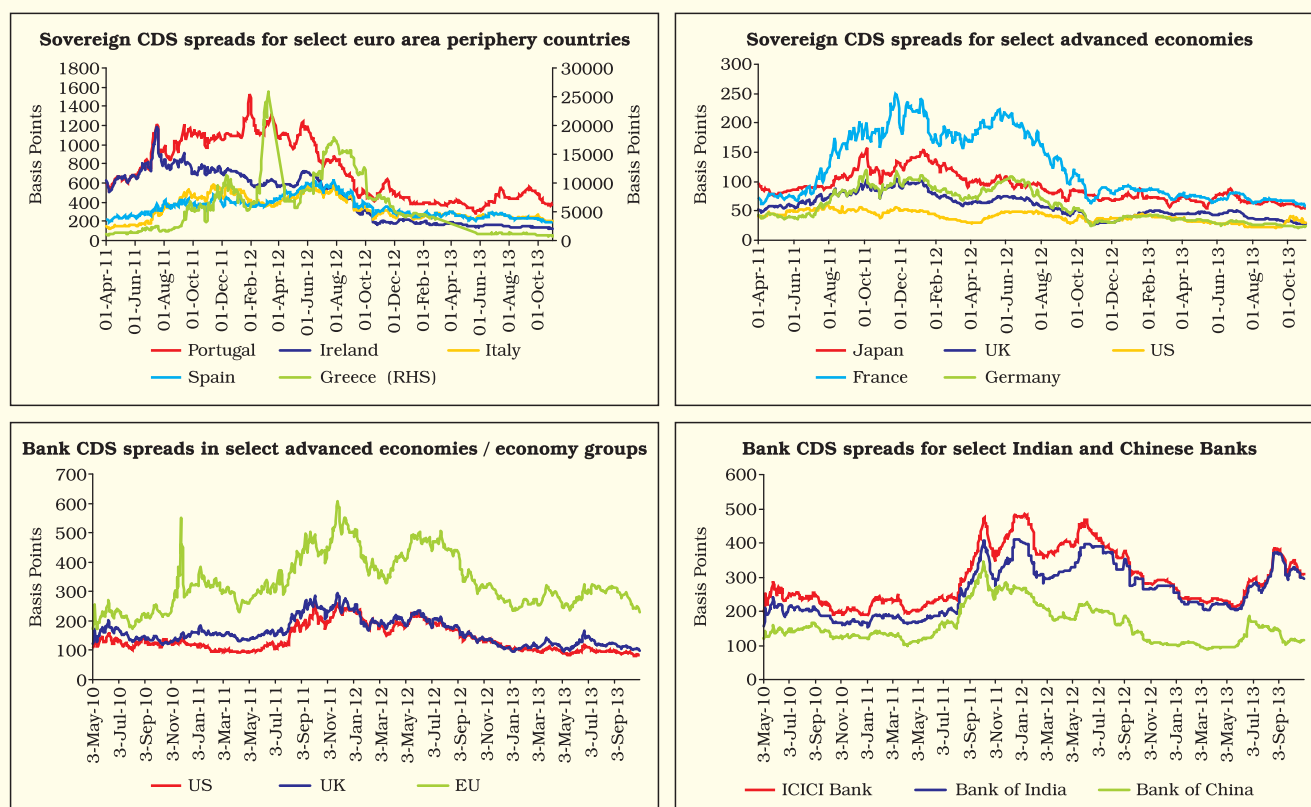 Sovereign CDS spreads for select euro area periphery countries
1800
1600
1400
1200
1000
800
600
400
200
0
Basis Points
30000
25000
20000
15000
10000
5000
0
Basis Points
01-Apr-11
01-Jun-11
01-Aug-11
01-Oct-11
01-Dec-11
01-Feb-12
01-Apr-12
01-Jun-12
01-Aug-12
01-Oct-12
01-Dec-12
01-Feb-13
01-Apr-13
01-Jun-13
01-Aug-13
01-Oct-13
Portugal Ireland Italy
Spain Greece (RHS)
Sovereign CDS spreads for select advanced economies
300
250
200
150
100
50
0
Basis Points
01-Apr-11
01-Jun-11
01-Aug-11
01-Oct-11
01-Dec-11
01-Feb-12
01-Apr-12
01-Jun-12
01-Aug-12
01-Oct-12
01-Dec-12
01-Feb-13
01-Apr-13
01-Jun-13
01-Aug-13
01-Oct-13
Japan UK US
France Germany
Bank CDS spreads in select advanced economies / economy groups
700
600
500
400
300
200
100
0
Basis Points
3-May-10
3-Jul-10
3-Sep-10
3-Nov-10
3-Jan-11
3-Mar-11
3-May-11
3-Jul-11
3-Sep-11
3-Nov-11
3-Jan-12
3-Mar-12
3-May-12
3-Jul-12
3-Sep-12
3-Nov-12
3-Jan-13
3-Mar-13
3-May-13
3-Jul-13
3-Sep-13
US UK EU
Bank CDS spreads for select Indian and Chinese Banks
600
500
400
300
200
100
0
Basis Points
3-May-10
3-Jul-10
3-Sep-10
3-Nov-10
3-Jan-11
3-Mar-11
3-May-11
3-Jul-11
3-Sep-11
3-Nov-11
3-Jan-12
3-Mar-12
3-May-12
3-Jul-12
3-Sep-12
3-Nov-12
3-Jan-13
3-Mar-13
3-May-13
3-Jul-13
3-Sep-13
ICICI Bank Bank of India Bank of China